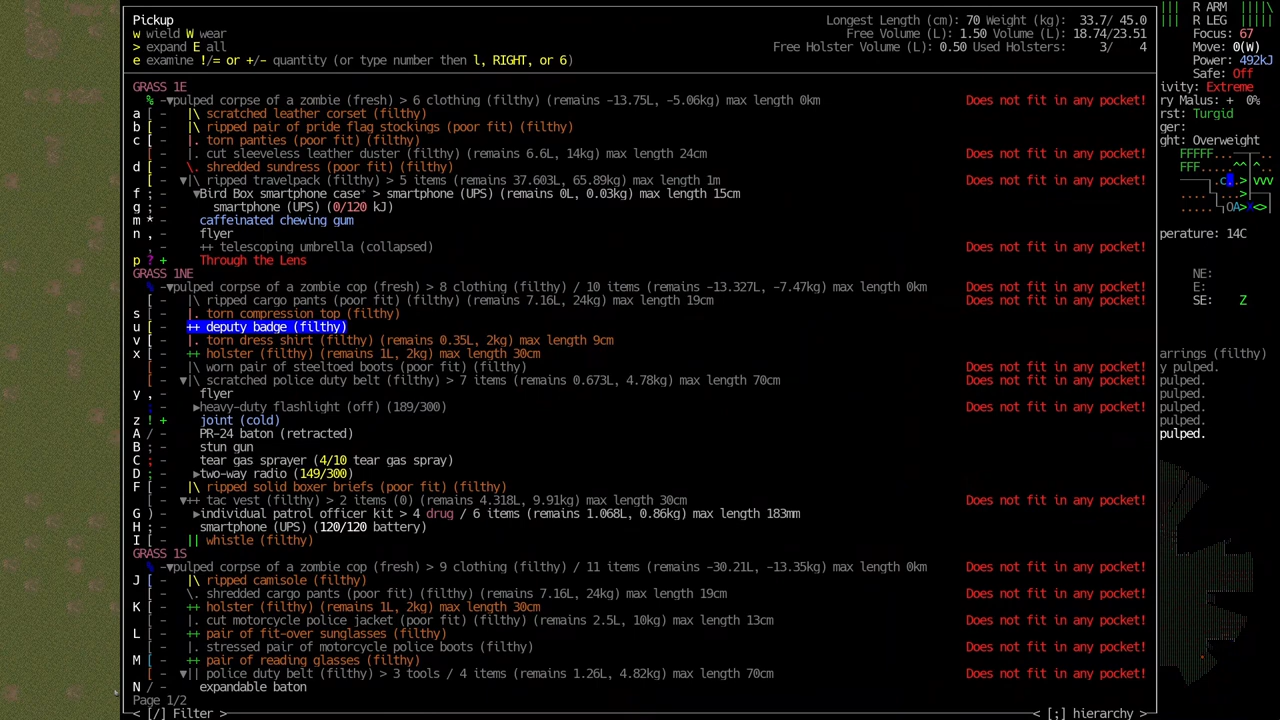 Pickup
w wield W wear
> expand E all
e examine !/= or +/- quantity (or type number then l, RIGHT, or 6)
Longest Length (cm): 70 Weight (kg): 33.7/ 45.0
Free Volume (L): 1.50 Volume (L): 18.74/23.51
Free Holster Volume (L): 0.50 Used Holsters: 3/ 4
GRASS 1E
% -▼pulped corpse of a zombie (fresh) > 6 clothing (filthy) (remains -13.75L, -5.06kg) max length 0km Does not fit in any pocket!
a [ - |\ scratched leather corset (filthy)
b [ - |\ ripped pair of pride flag stockings (poor fit) (filthy)
c [ - |. torn panties (poor fit) (filthy)
[ - |. cut sleeveless leather duster (filthy) (remains 6.6L, 14kg) max length 24cm Does not fit in any pocket!
d [ - \. shredded sundress (poor fit) (filthy)
[ - ▼|\ ripped travelpack (filthy) > 5 items (remains 37.603L, 65.89kg) max length 1m Does not fit in any pocket!
f ; - ▼Bird Box smartphone case* > smartphone (UPS) (remains 0L, 0.03kg) max length 15cm
g ; - smartphone (UPS) (0/120 kJ)
m * - caffeinated chewing gum
n , - flyer
, - ++ telescoping umbrella (collapsed) Does not fit in any pocket!
p ? + Through the Lens
GRASS 1NE
% -▼pulped corpse of a zombie cop (fresh) > 8 clothing (filthy) / 10 items (remains -13.327L, -7.47kg) max length 0km Does not fit in any pocket!
[ - |\ ripped cargo pants (poor fit) (filthy) (remains 7.16L, 24kg) max length 19cm Does not fit in any pocket!
s [ - |. torn compression top (filthy)
u [ - ++ deputy badge (filthy)
v [ - |. torn dress shirt (filthy) (remains 0.35L, 2kg) max length 9cm
x [ - ++ holster (filthy) (remains 1L, 2kg) max length 30cm
[ - |\ worn pair of steeltoed boots (poor fit) (filthy) Does not fit in any pocket!
[ - ▼|\ scratched police duty belt (filthy) > 7 items (remains 0.673L, 4.78kg) max length 70cm Does not fit in any pocket!
y , - flyer
; - ▶heavy-duty flashlight (off) (189/300) Does not fit in any pocket!
z ! + joint (cold)
A / - PR-24 baton (retracted)
B ; - stun gun
C ; - tear gas sprayer (4/10 tear gas spray)
D ; - ▶two-way radio (149/300)
F [ - |\ ripped solid boxer briefs (poor fit) (filthy)
[ - ▼++ tac vest (filthy) > 2 items (0) (remains 4.318L, 9.91kg) max length 30cm Does not fit in any pocket!
G ) - ▶individual patrol officer kit > 4 drug / 6 items (remains 1.068L, 0.86kg) max length 183mm
H ; - smartphone (UPS) (120/120 battery)
I [ - || whistle (filthy)
GRASS 1S
% -▼pulped corpse of a zombie cop (fresh) > 9 clothing (filthy) / 11 items (remains -30.21L, -13.35kg) max length 0km Does not fit in any pocket!
J [ - |\ ripped camisole (filthy)
[ - \. shredded cargo pants (poor fit) (filthy) (remains 7.16L, 24kg) max length 19cm Does not fit in any pocket!
K [ - ++ holster (filthy) (remains 1L, 2kg) max length 30cm
[ - |. cut motorcycle police jacket (poor fit) (filthy) (remains 2.5L, 10kg) max length 13cm Does not fit in any pocket!
L [ - ++ pair of fit-over sunglasses (filthy)
[ - |. stressed pair of motorcycle police boots (filthy) Does not fit in any pocket!
M [ - ++ pair of reading glasses (filthy)
[ - ▼|| police duty belt (filthy) > 3 tools / 4 items (remains 1.26L, 4.82kg) max length 70cm Does not fit in any pocket!
N / - expandable baton
Page 1/2
< [/] Filter >
< [;] hierarchy >
R ARM
R LEG
Focus: 67
Move: 0(W)
Power: 492kJ
Safe: Off
ivity: Extreme
ry Malus: + 0%
rst: Turgid
ger:
ght: Overweight
FFFFF...
FFF...
perature: 14C
NE:
E:
SE: Z
arrings (filthy)
y pulped.
pulped.
pulped.
pulped.
pulped.
pulped.